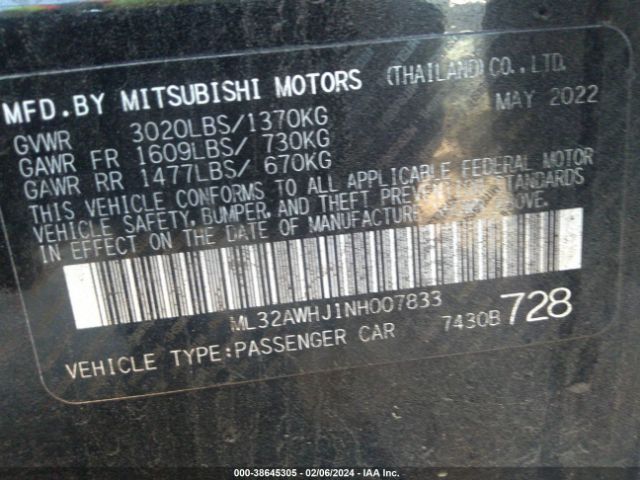 MFD.BY MITSUBISHI MOTORS (THAILAND) CO., LTD.
MAY 2022
GVWR 3020LBS/1370KG
GAWR FR 1609LBS/ 730KG
GAWR RR 1477LBS/ 670KG
THIS VEHICLE CONFORMS TO ALL APPLICABLE FEDERAL MOTOR
VEHICLE SAFETY, BUMPER, AND THEFT PREVENTION STANDARDS
IN EFFECT ON THE DATE OF MANUFACTURE SHOWN ABOVE.
ML32AWHJ1NH007833
7430B 728
VEHICLE TYPE:PASSENGER CAR
000-38645305 - 02/06/2024 - IAA Inc.